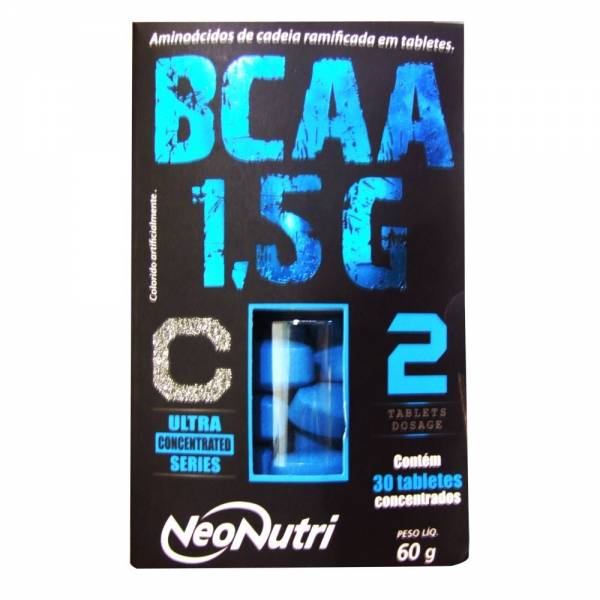 Aminoácidos de cadeia ramificada em tabletes.
BCAA
1,5G
Colorido artificialmente.
C
ULTRA
CONCENTRATED
SERIES
2
TABLETS
DOSAGE
Contém
30 tabletes
concentrados
NeoNutri
PESO LÍQ.
60 g